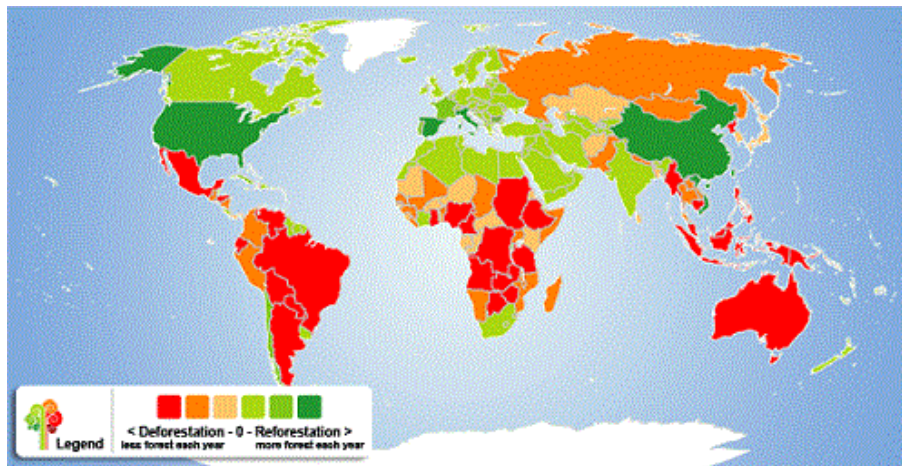 Legend
< Deforestation - 0 - Reforestation >
less forest each year more forest each year